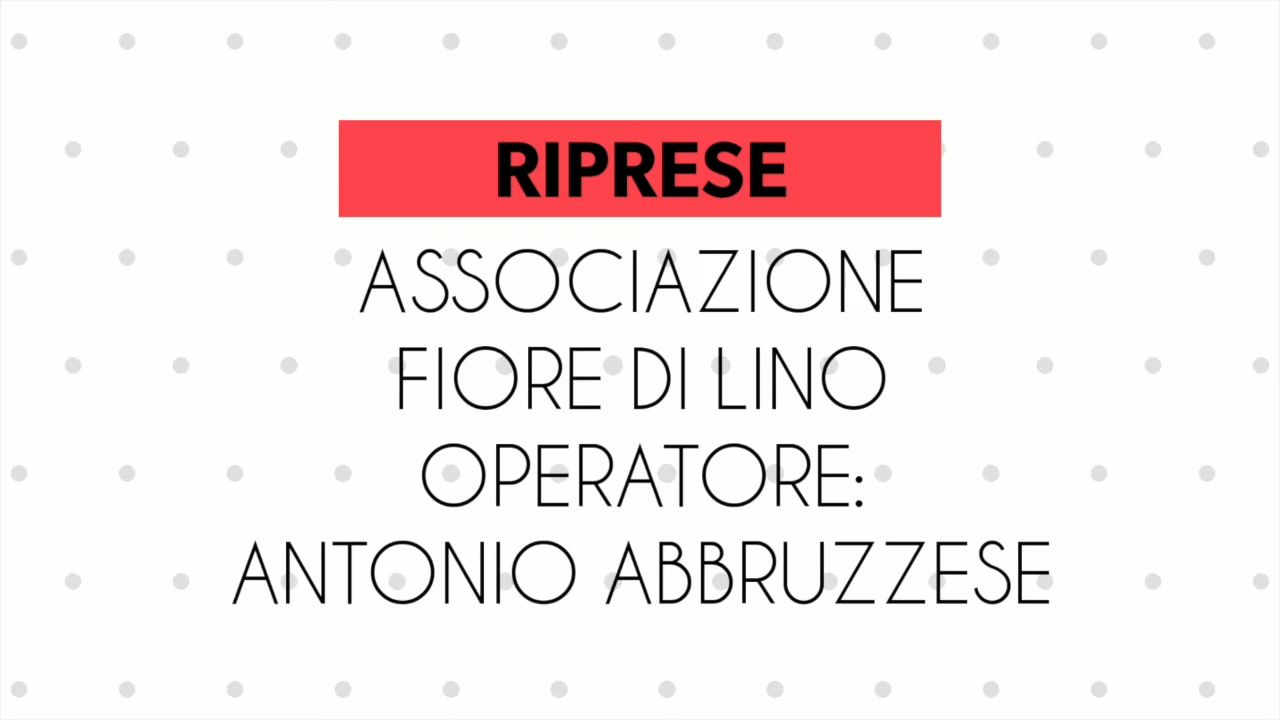 RIPRESE
ASSOCIAZIONE
FIORE DI LINO
OPERATORE:
ANTONIO ABBRUZZESE